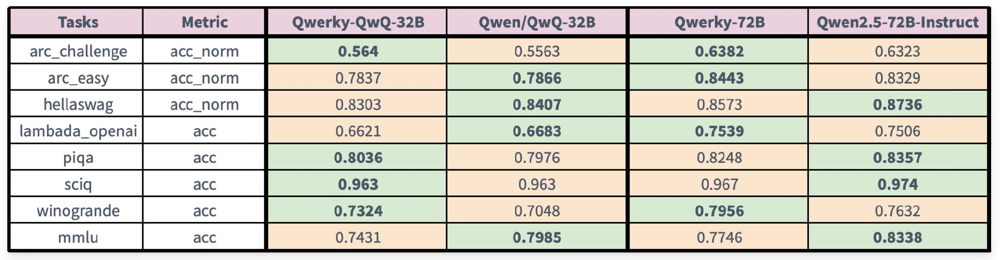 Tasks Metric Qwerky-QwQ-32B Qwen/QwQ-32B Qwerky-72B Qwen2.5-72B-Instruct
arc_challenge acc_norm 0.564 0.5563 0.6382 0.6323
arc_easy acc_norm 0.7837 0.7866 0.8443 0.8329
hellaswag acc_norm 0.8303 0.8407 0.8573 0.8736
lambada_openai acc 0.6621 0.6683 0.7539 0.7506
piqa acc 0.8036 0.7976 0.8248 0.8357
sciq acc 0.963 0.963 0.967 0.974
winogrande acc 0.7324 0.7048 0.7956 0.7632
mmlu acc 0.7431 0.7985 0.7746 0.8338